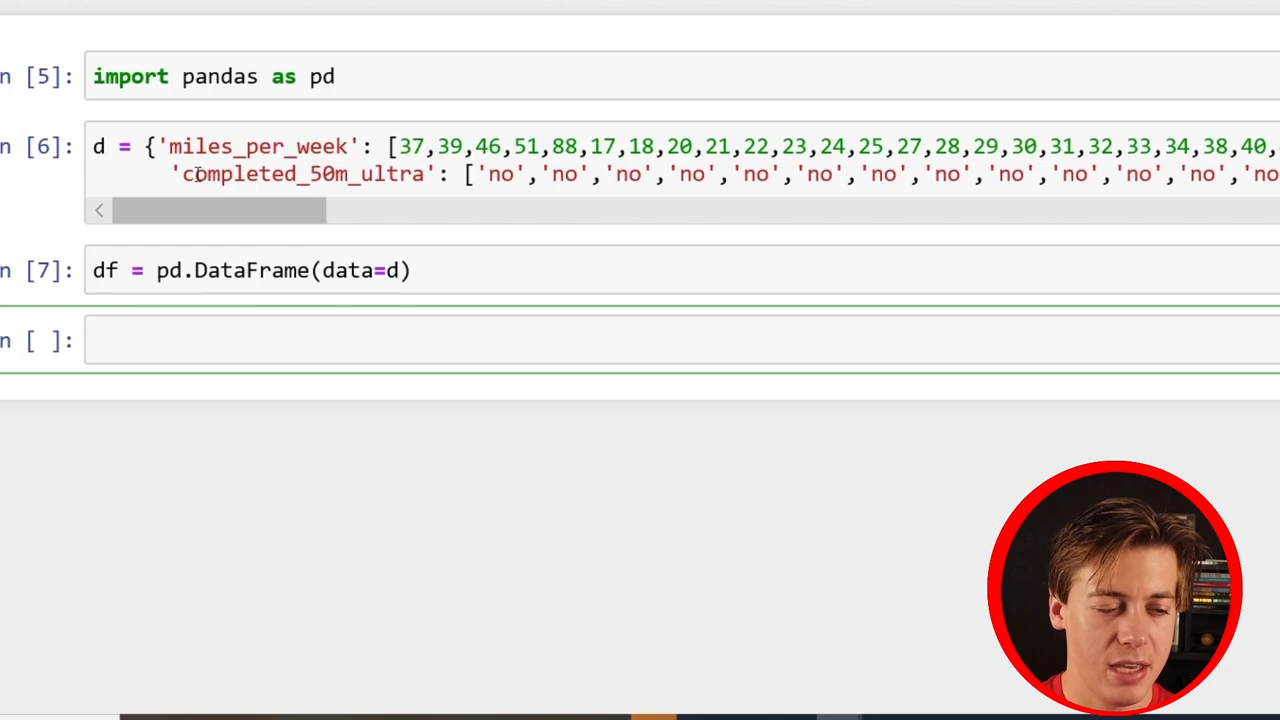 n [5]: import pandas as pd
n [6]: d = {'miles_per_week': [37,39,46,51,88,17,18,20,21,22,23,24,25,27,28,29,30,31,32,33,34,38,40,
'completed_50m_ultra': ['no','no','no','no','no','no','no','no','no','no','no','no','no
n [7]: df = pd.DataFrame(data=d)
n [ ]: